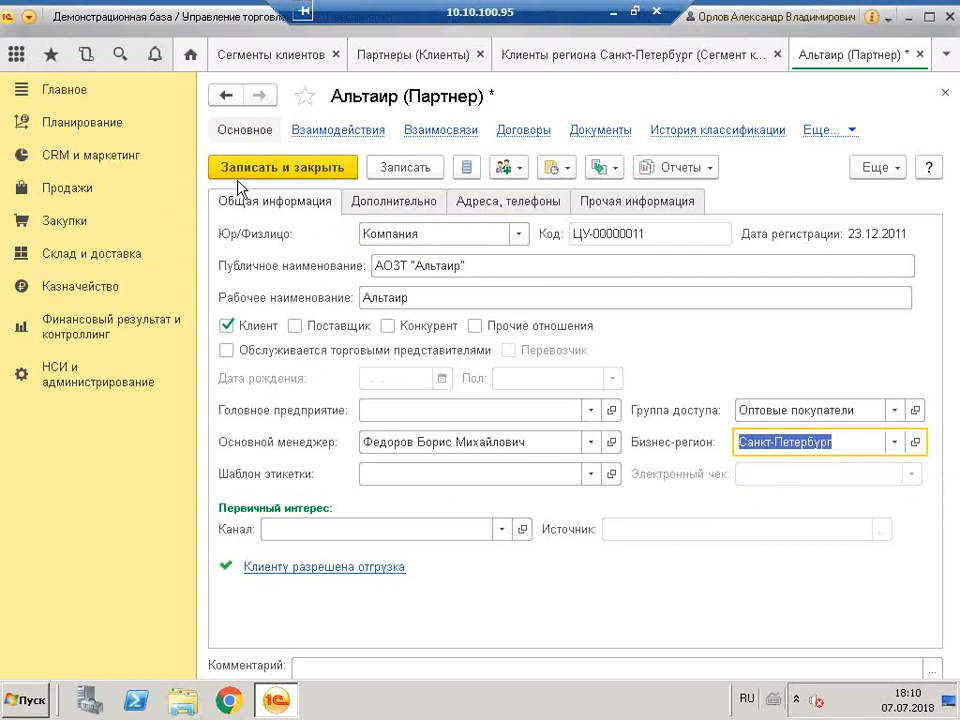 Демонстрационная база / Управление торговл
10.10.100.95
Орлов Александр Владимирович
Сегменты клиентов
Партнеры (Клиенты)
Клиенты региона Санкт-Петербург (Сегмент к...
Альтаир (Партнер) *
Главное
Планирование
CRM и маркетинг
Продажи
Закупки
Склад и доставка
Казначейство
Финансовый результат и
контроллинг
НСИ и
администрирование
Альтаир (Партнер) *
Основное Взаимодействия Взаимосвязи Договоры Документы История классификации Еще...
Записать и закрыть Записать Отчеты Еще ?
Общая информация Дополнительно Адреса, телефоны Прочая информация
Юр/Физлицо: Компания Код: ЦУ-00000011 Дата регистрации: 23.12.2011
Публичное наименование: АОЗТ "Альтаир"
Рабочее наименование: Альтаир
Клиент Поставщик Конкурент Прочие отношения
Обслуживается торговыми представителями Перевозчик
Дата рождения: . . Пол:
Головное предприятие: Группа доступа: Оптовые покупатели
Основной менеджер: Федоров Борис Михайлович Бизнес-регион: Санкт-Петербург
Шаблон этикетки: Электронный чек:
Первичный интерес:
Канал: Источник: ...
Клиенту разрешена отгрузка
Комментарий: ...
Пуск
RU
18:10
07.07.2018